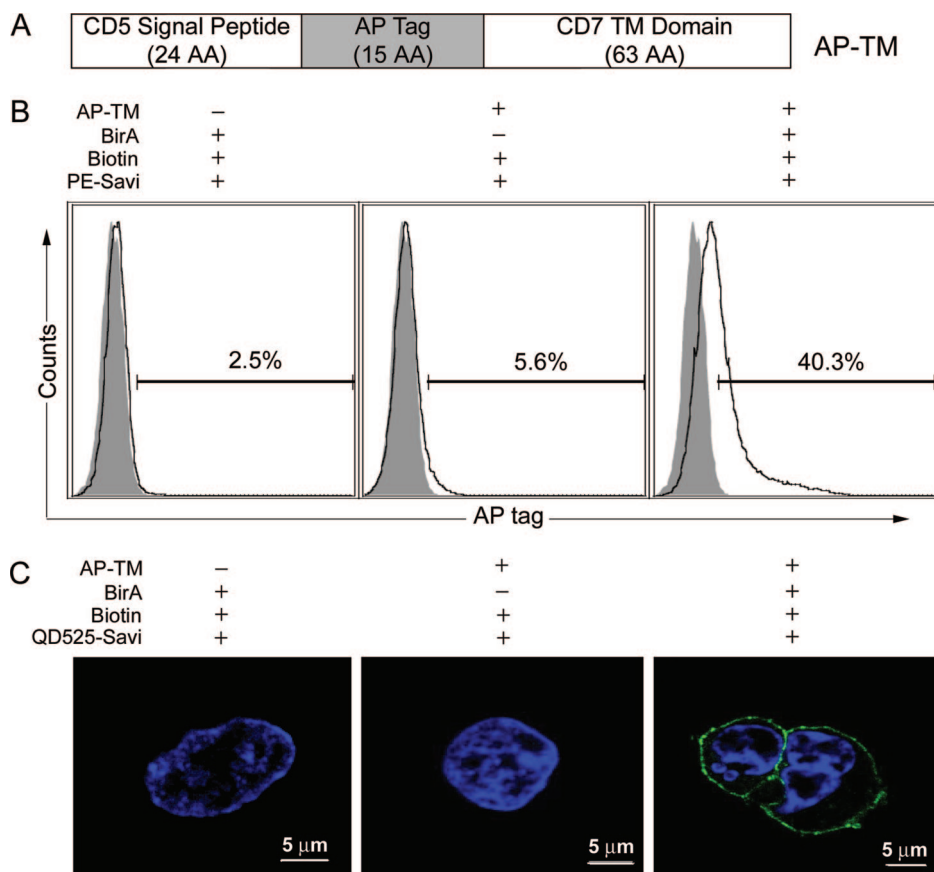 A
CD5 Signal Peptide AP Tag CD7 TM Domain
(24 AA) (15 AA) (63 AA)
AP-TM
B
AP-TM − + +
BirA + − +
Biotin + + +
PE-Savi + + +
Counts
2.5% 5.6% 40.3%
AP tag
C
AP-TM − + +
BirA + − +
Biotin + + +
QD525-Savi + + +
5 μm 5 μm 5 μm